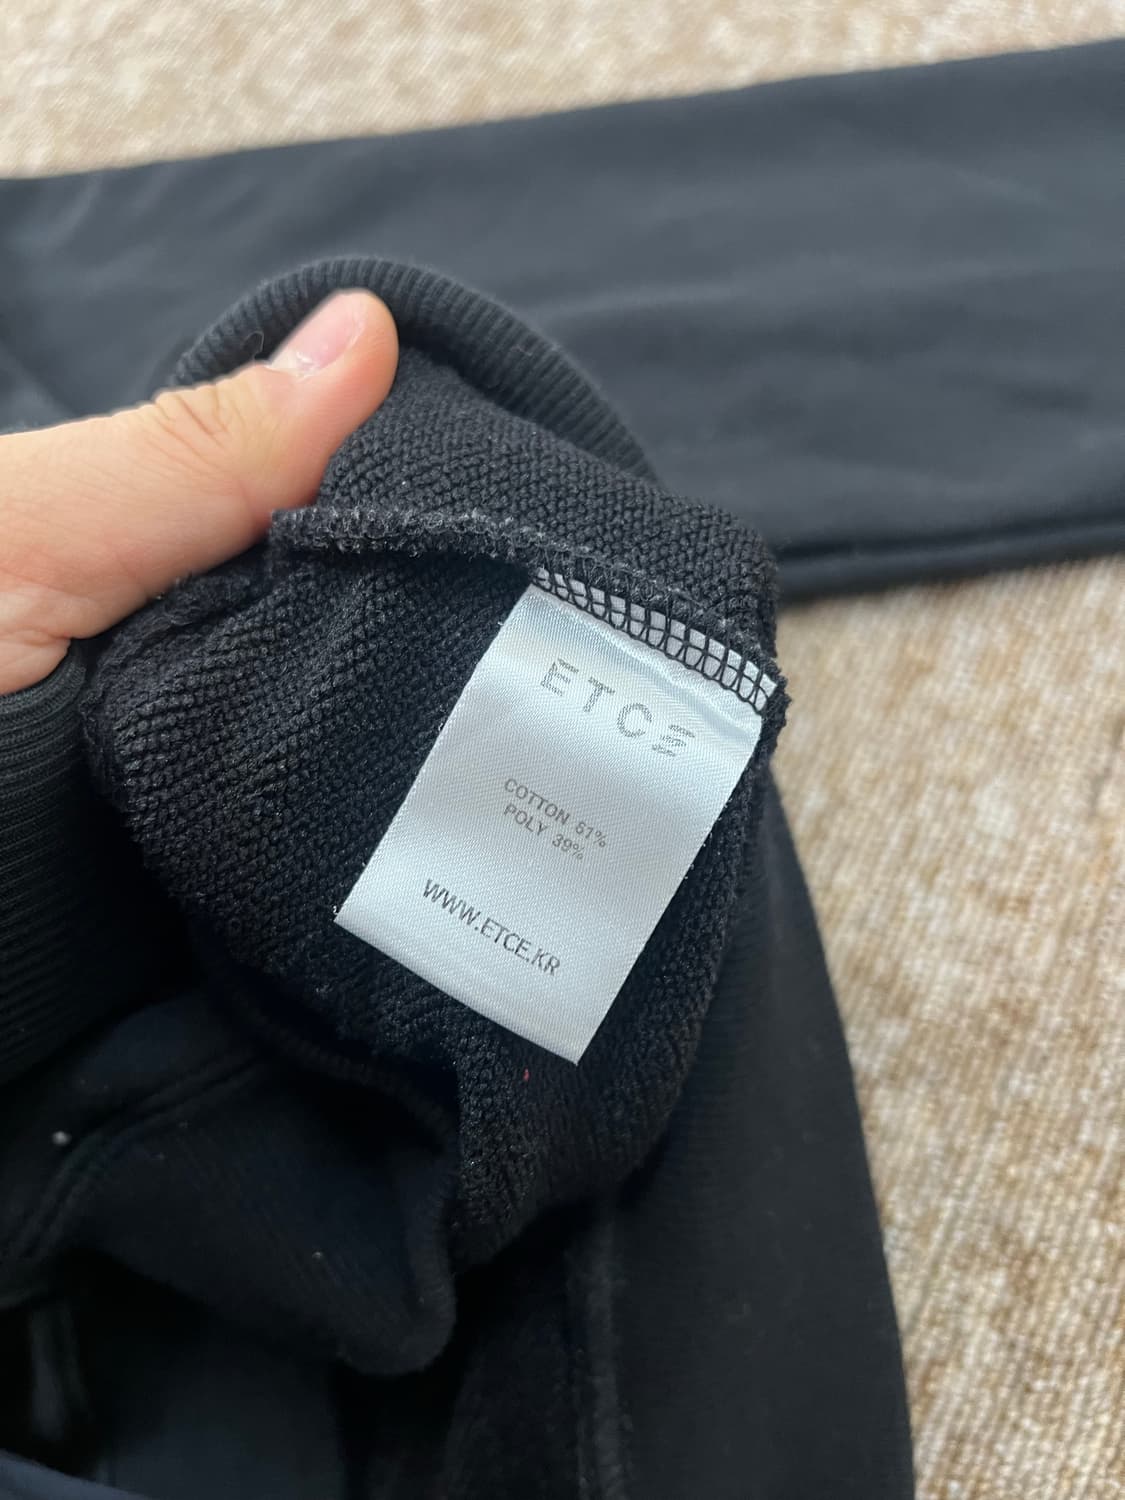 ETCE
COTTON 61%
POLY 39%
WWW.ETCE.KR